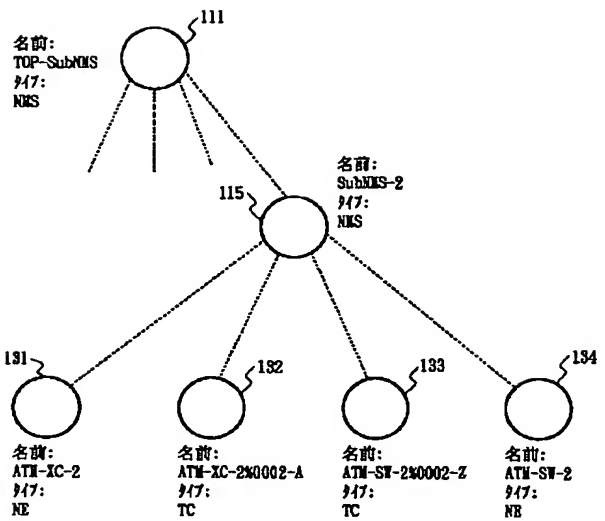 111
名前:
TOP-SubNMS
ﾀｲﾌﾟ:
NMS
115
名前:
SubNMS-2
ﾀｲﾌﾟ:
NMS
131
132
133
134
名前:
ATM-XC-2
ﾀｲﾌﾟ:
NE
名前:
ATM-XC-2%0002-A
ﾀｲﾌﾟ:
TC
名前:
ATM-SW-2%0002-Z
ﾀｲﾌﾟ:
TC
名前:
ATM-SW-2
ﾀｲﾌﾟ:
NE